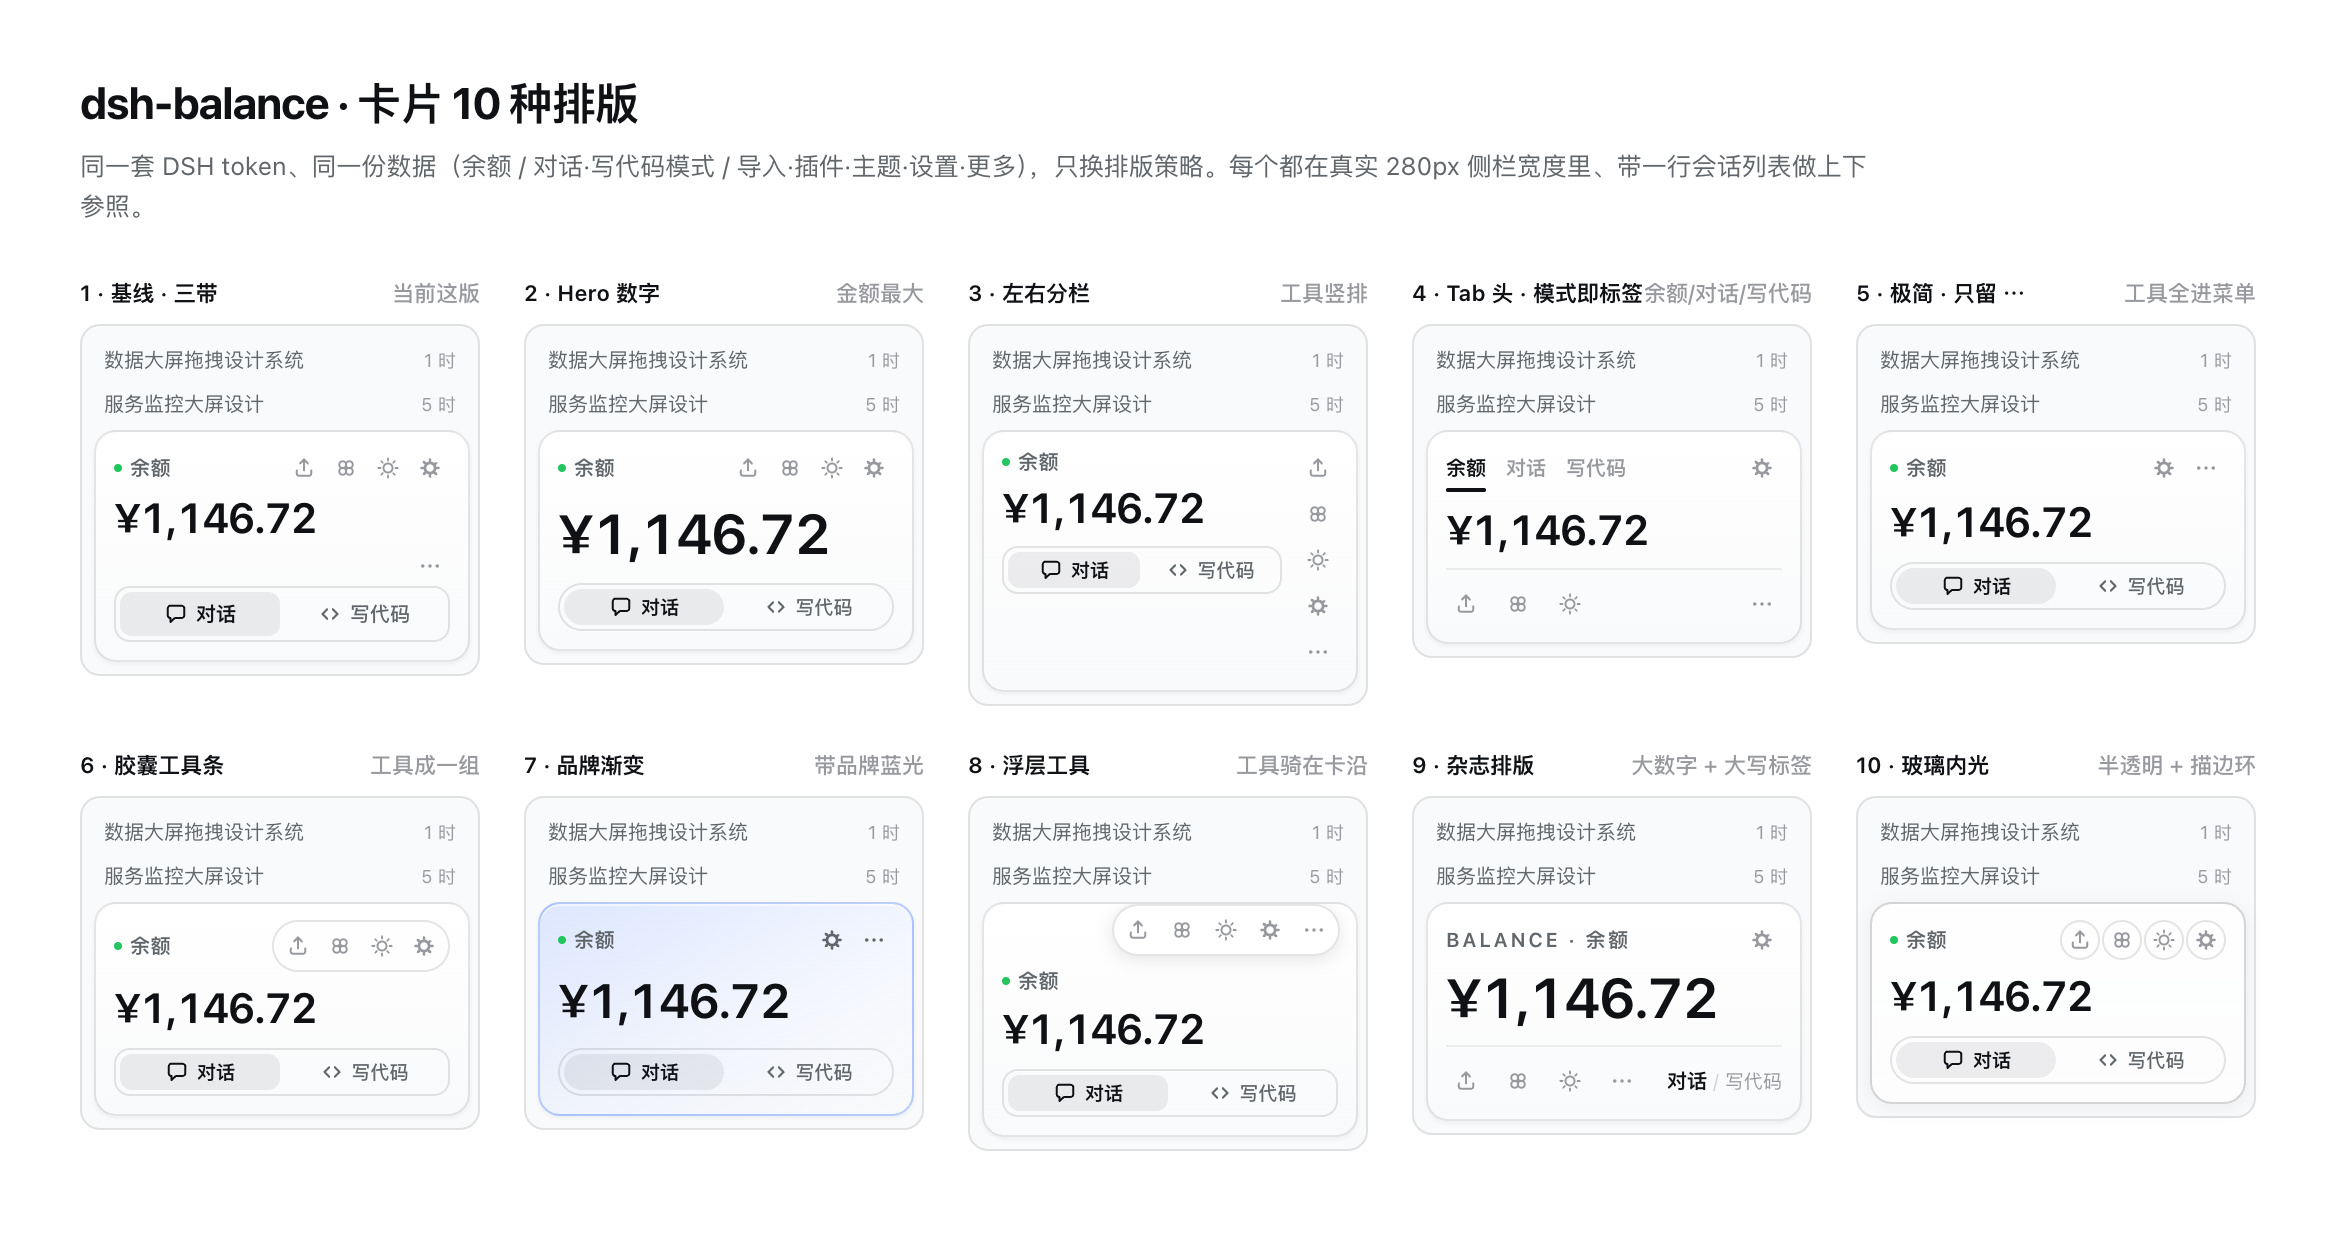 dsh-balance · 卡片 10 种排版
同一套 DSH token、同一份数据（余额 / 对话·写代码模式 / 导入·插件·主题·设置·更多），只换排版策略。每个都在真实 280px 侧栏宽度里、带一行会话列表做上下
参照。
1 · 基线 · 三带 当前这版
数据大屏拖拽设计系统 1 时
服务监控大屏设计 5 时
余额
¥1,146.72
···
对话 <> 写代码
2 · Hero 数字 金额最大
数据大屏拖拽设计系统 1 时
服务监控大屏设计 5 时
余额
¥1,146.72
对话 <> 写代码
3 · 左右分栏 工具竖排
数据大屏拖拽设计系统 1 时
服务监控大屏设计 5 时
余额
¥1,146.72
对话 <> 写代码
···
4 · Tab 头 · 模式即标签 余额/对话/写代码
数据大屏拖拽设计系统 1 时
服务监控大屏设计 5 时
余额 对话 写代码
¥1,146.72
···
5 · 极简 · 只留 ··· 工具全进菜单
数据大屏拖拽设计系统 1 时
服务监控大屏设计 5 时
余额 ···
¥1,146.72
对话 <> 写代码
6 · 胶囊工具条 工具成一组
数据大屏拖拽设计系统 1 时
服务监控大屏设计 5 时
余额
¥1,146.72
对话 <> 写代码
7 · 品牌渐变 带品牌蓝光
数据大屏拖拽设计系统 1 时
服务监控大屏设计 5 时
余额 ···
¥1,146.72
对话 <> 写代码
8 · 浮层工具 工具骑在卡沿
数据大屏拖拽设计系统 1 时
服务监控大屏设计 5 时
···
余额
¥1,146.72
对话 <> 写代码
9 · 杂志排版 大数字 + 大写标签
数据大屏拖拽设计系统 1 时
服务监控大屏设计 5 时
BALANCE · 余额
¥1,146.72
··· 对话 / 写代码
10 · 玻璃内光 半透明 + 描边环
数据大屏拖拽设计系统 1 时
服务监控大屏设计 5 时
余额
¥1,146.72
对话 <> 写代码